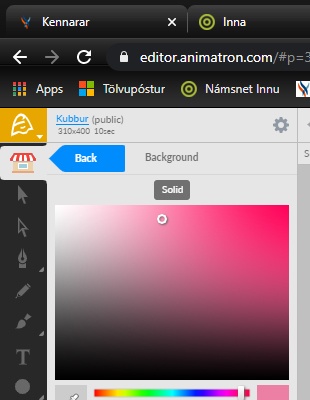 Kennarar
Inna
editor.animatron.com/#p=3
Apps
Tölvupóstur
Námsnet Innu
Kubbur (public)
310x400 10sec
Back
Background
Solid
T